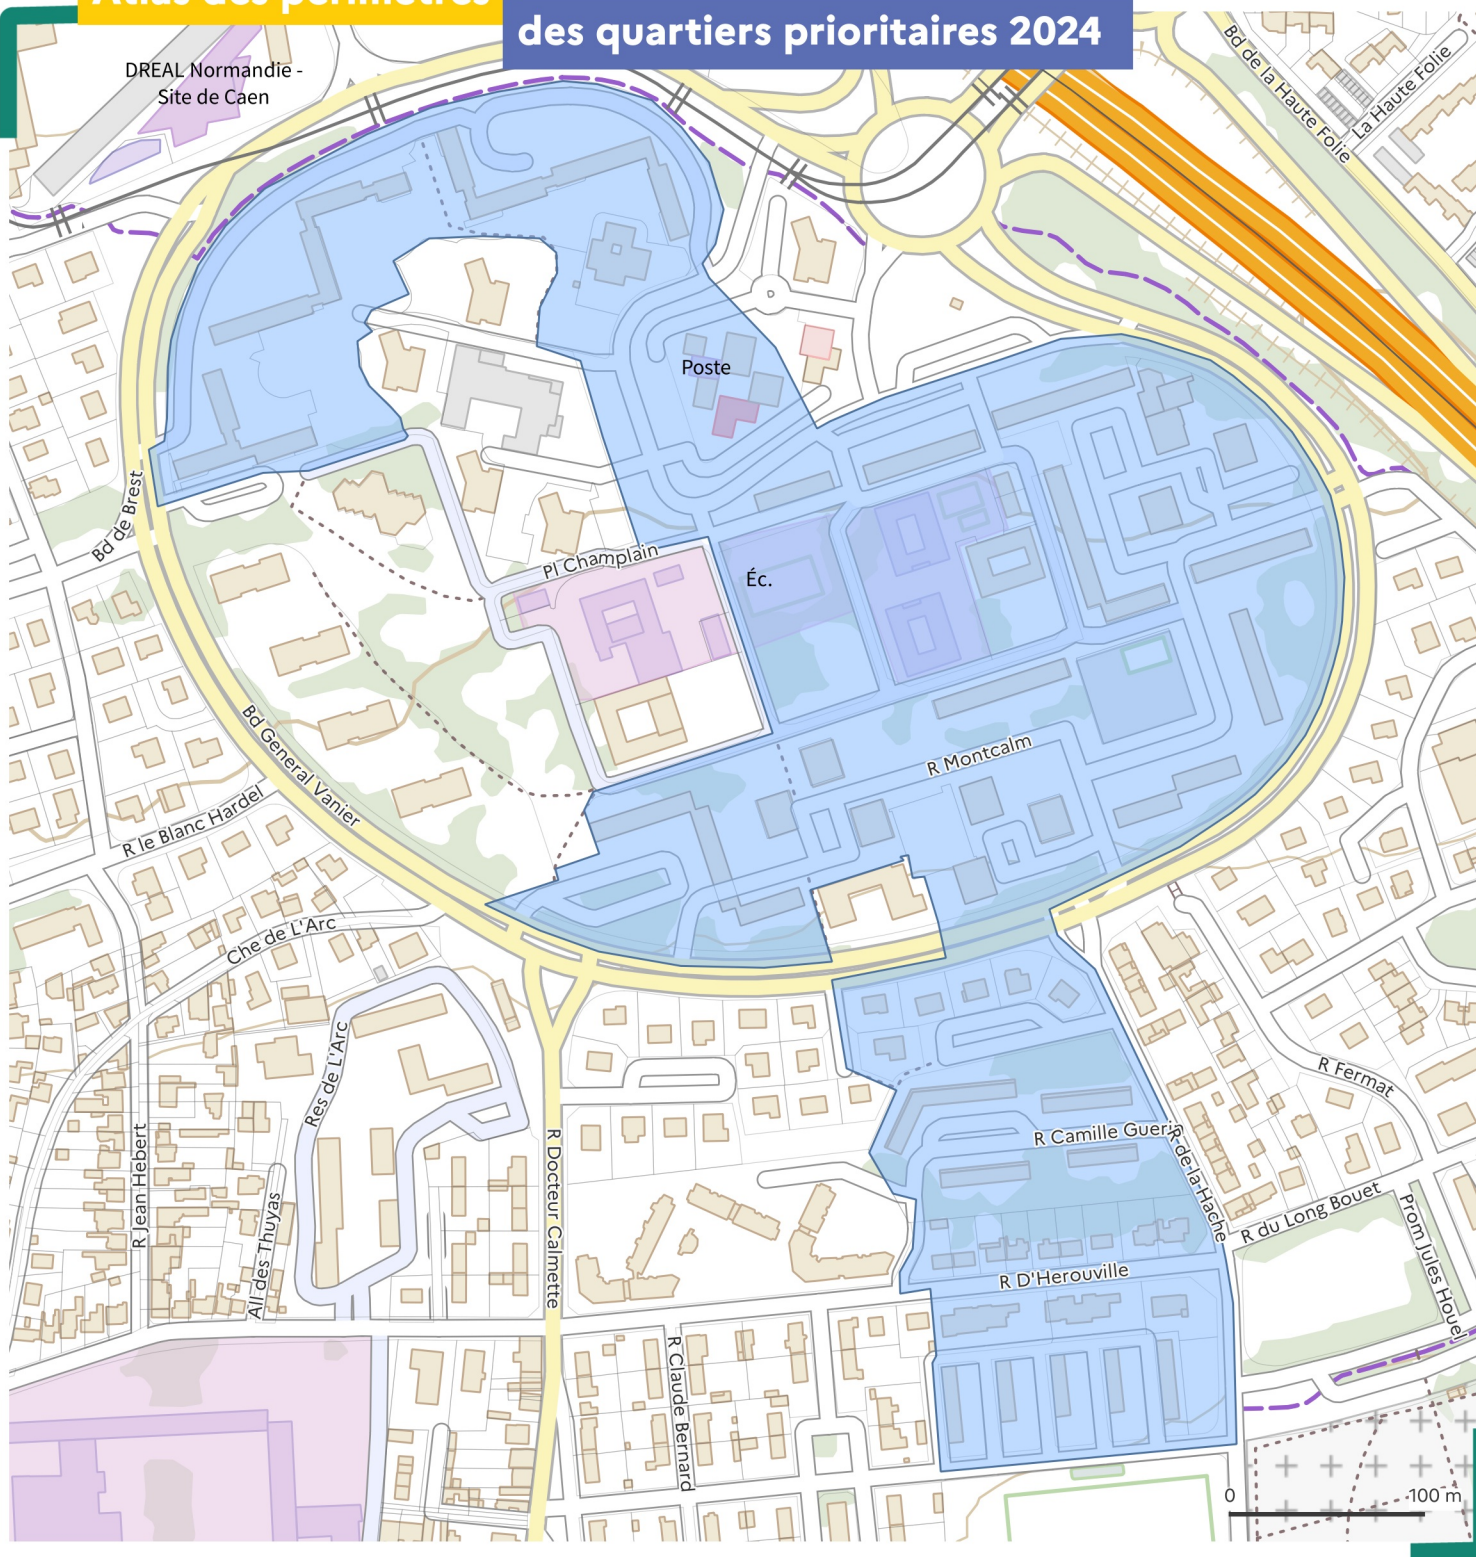 Atlas des périmètres
des quartiers prioritaires 2024
DREAL Normandie -
Site de Caen
Bd de la Haute Folie
La Haute Folie
Poste
Bd de Brest
Pl Champlain
Éc.
Bd General Vanier
R Montcalm
R le Blanc Hardel
Che de L'Arc
Res de L'Arc
R Fermat
R Camille Guerin
R de la Hache
R Jean Hebert
All des Thuyas
R Docteur Calmette
R du Long Bouet
Prom Jules Houel
R D'Herouville
R Claude Bernard
0 100 m